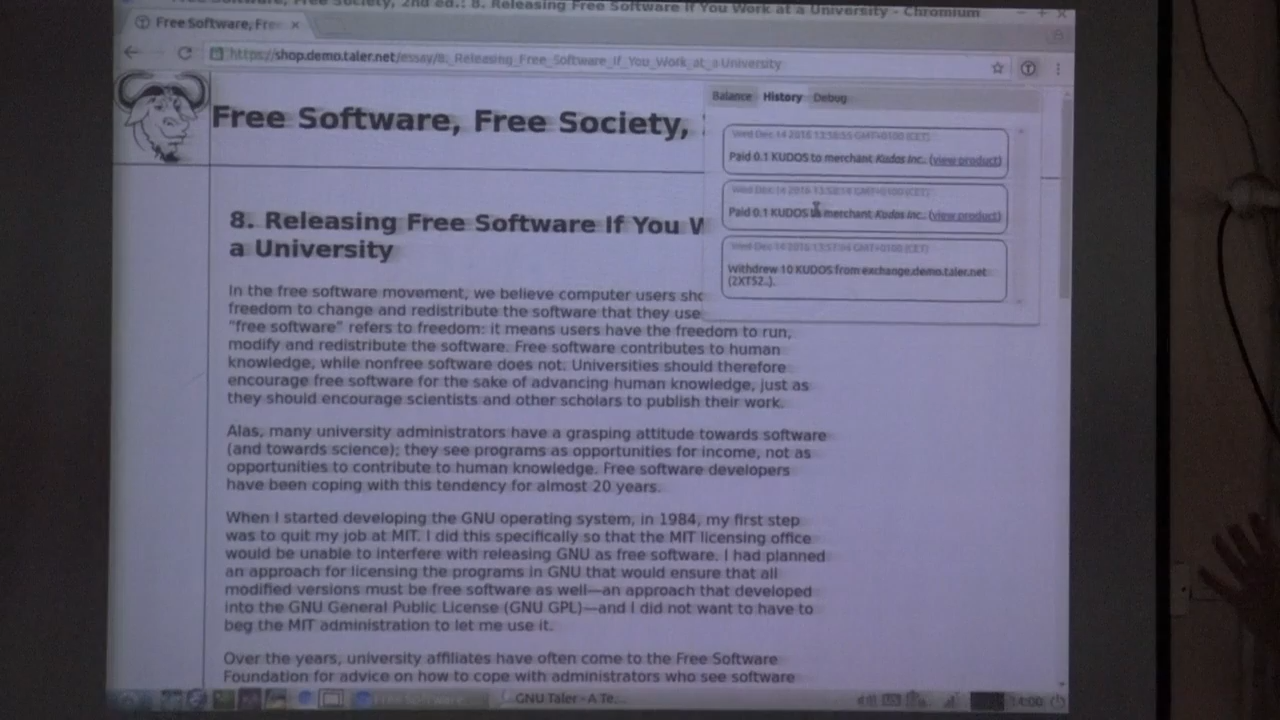 Free Software, Free Society, 2nd ed.: 8. Releasing Free Software If You Work at a University - Chromium
Free Software, Free
https://shop.demo.taler.net/essay/8._Releasing_Free_Software_If_You_Work_at_a_University
Balance History Debug
Free Software, Free Society,
Paid 0.1 KUDOS to merchant Kudos Inc.. (view product)
Paid 0.1 KUDOS to merchant Kudos Inc.. (view product)
Withdrew 10 KUDOS from exchange.demo.taler.net
(2XTS2..).
8. Releasing Free Software If You W
a University
In the free software movement, we believe computer users sho
freedom to change and redistribute the software that they use
"free software" refers to freedom: it means users have the freedom to run,
modify and redistribute the software. Free software contributes to human
knowledge, while nonfree software does not. Universities should therefore
encourage free software for the sake of advancing human knowledge, just as
they should encourage scientists and other scholars to publish their work.
Alas, many university administrators have a grasping attitude towards software
(and towards science); they see programs as opportunities for income, not as
opportunities to contribute to human knowledge. Free software developers
have been coping with this tendency for almost 20 years.
When I started developing the GNU operating system, in 1984, my first step
was to quit my job at MIT. I did this specifically so that the MIT licensing office
would be unable to interfere with releasing GNU as free software. I had planned
an approach for licensing the programs in GNU that would ensure that all
modified versions must be free software as well—an approach that developed
into the GNU General Public License (GNU GPL)—and I did not want to have to
beg the MIT administration to let me use it.
Over the years, university affiliates have often come to the Free Software
Foundation for advice on how to cope with administrators who see software
Free Software, GNU Taler - A Te... 14:00